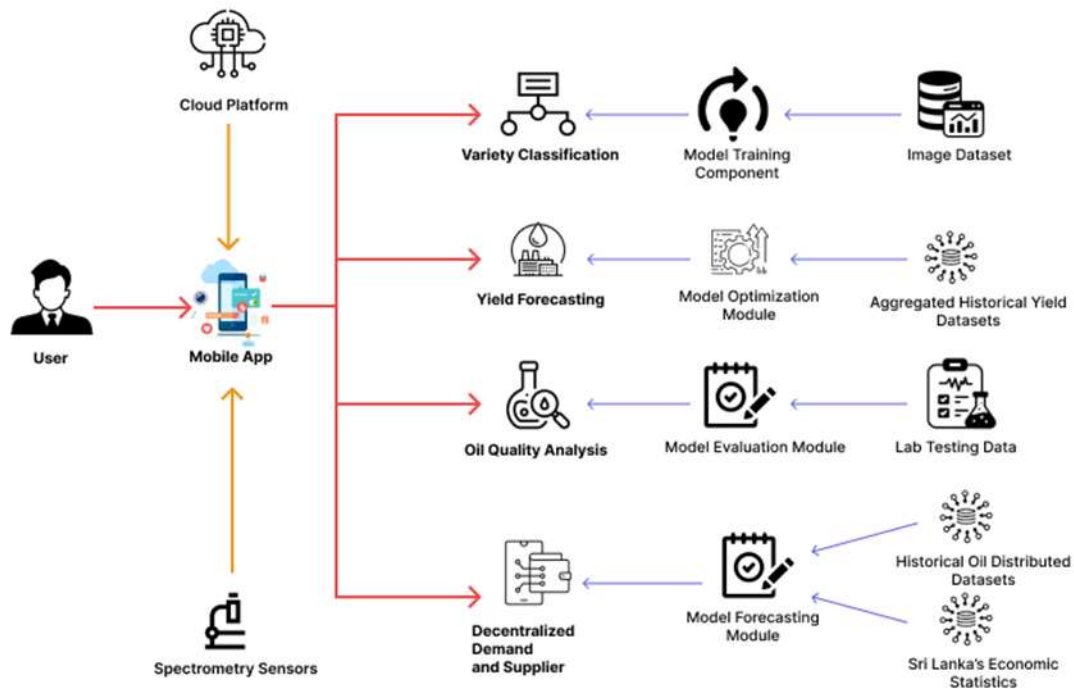 Cloud Platform
Variety Classification
Model Training
Component
Image Dataset
User
Mobile App
Yield Forecasting
Model Optimization
Module
Aggregated Historical Yield
Datasets
Oil Quality Analysis
Model Evaluation Module
Lab Testing Data
Spectrometry Sensors
Decentralized
Demand
and Supplier
Model Forecasting
Module
Historical Oil Distributed
Datasets
Sri Lanka's Economic
Statistics